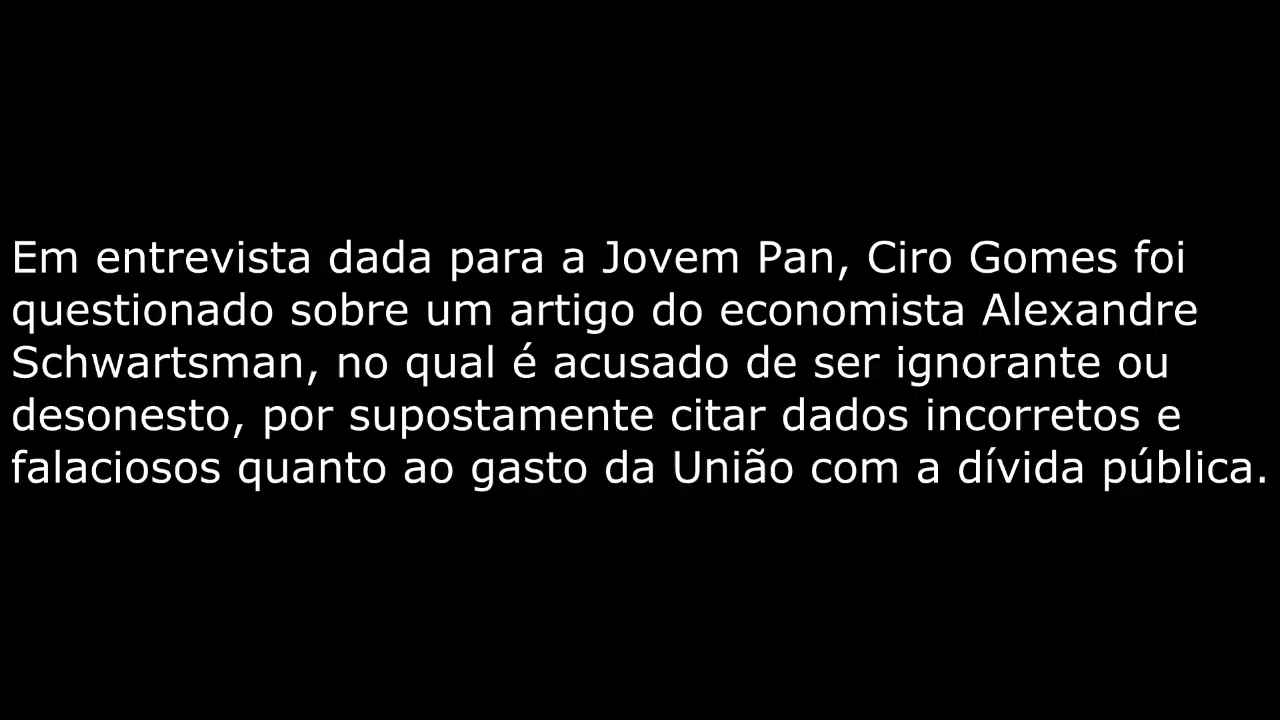 Em entrevista dada para a Jovem Pan, Ciro Gomes foi
questionado sobre um artigo do economista Alexandre
Schwartsman, no qual é acusado de ser ignorante ou
desonesto, por supostamente citar dados incorretos e
falaciosos quanto ao gasto da União com a dívida pública.